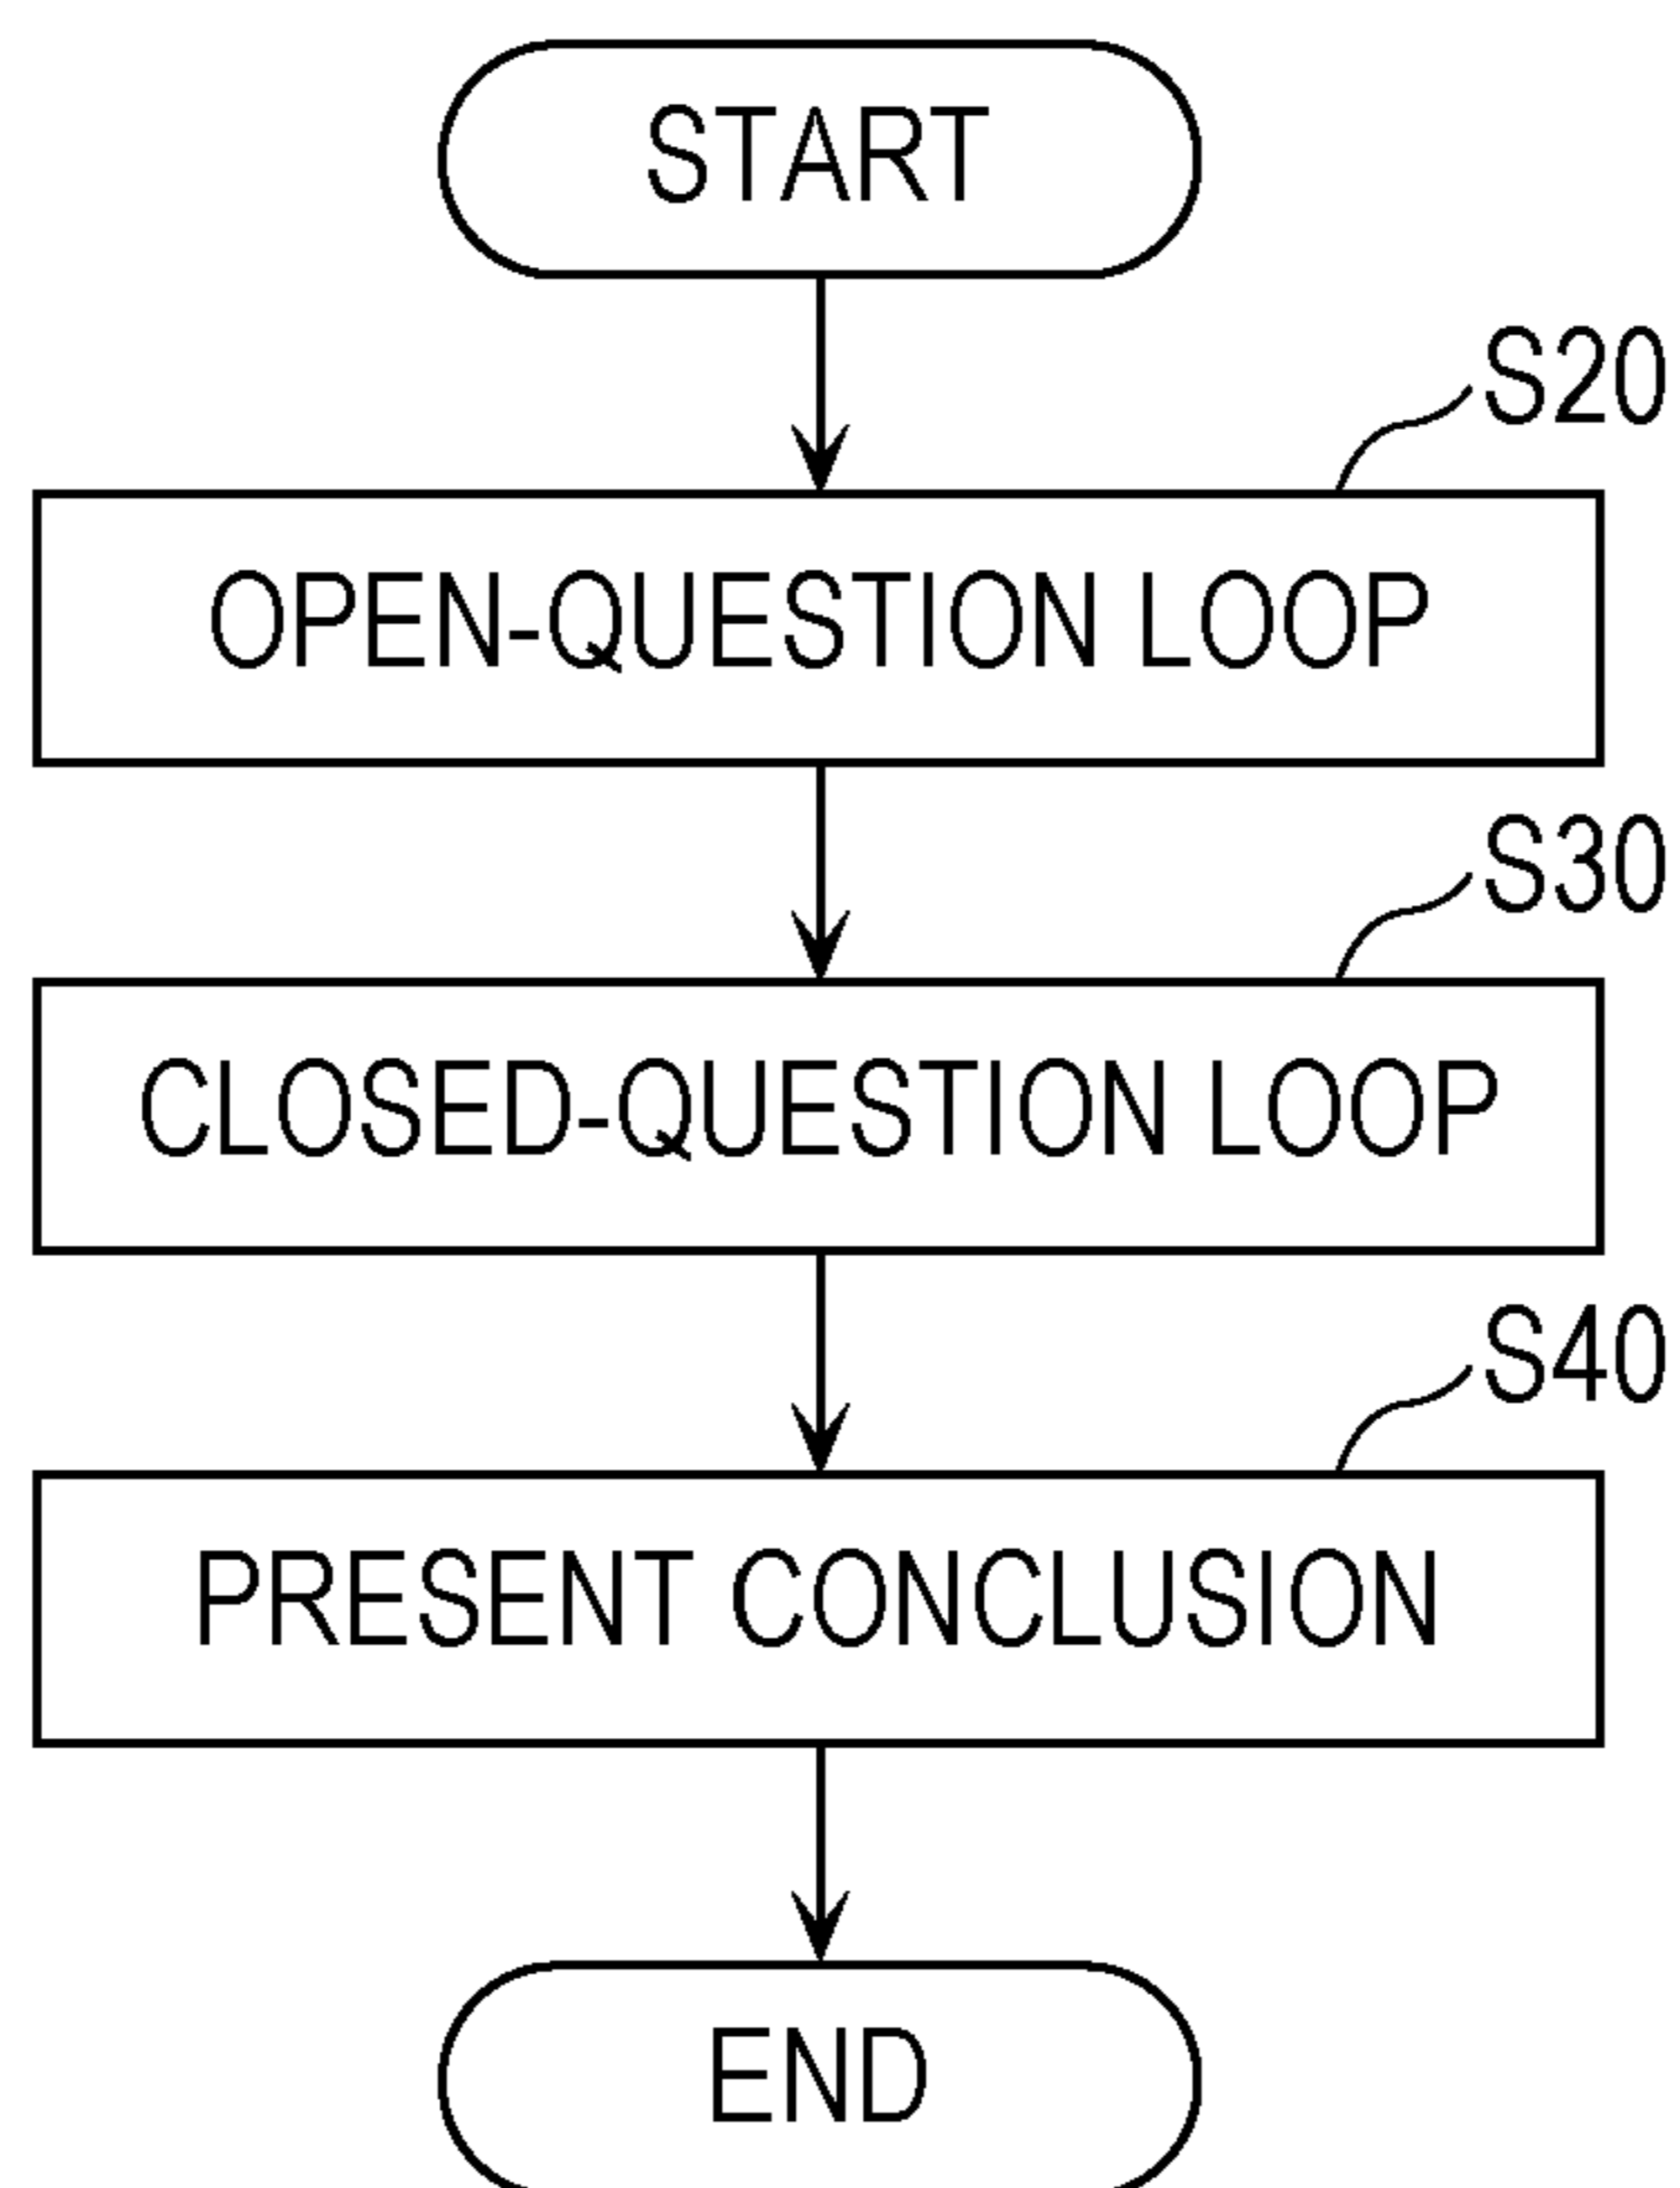 START
S20
OPEN-QUESTION LOOP
S30
CLOSED-QUESTION LOOP
S40
PRESENT CONCLUSION
END